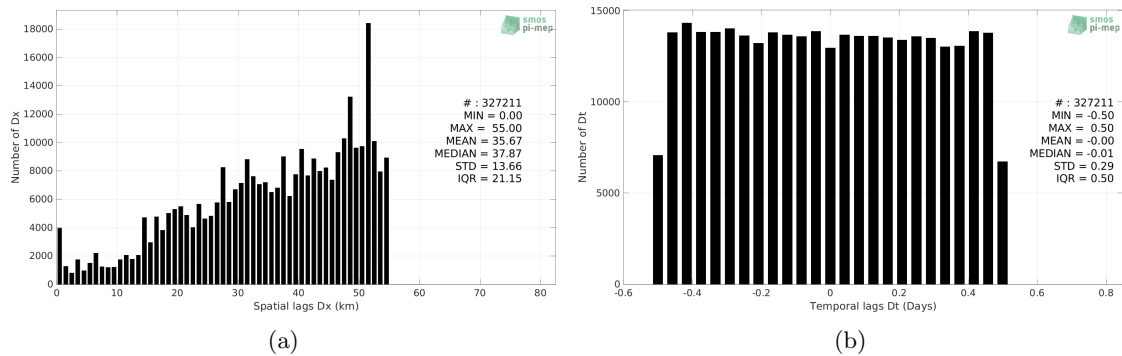 smos
pi-mep
18000
16000
14000
12000
10000
8000
6000
4000
2000
0
Number of Dx
# : 327211
MIN = 0.00
MAX = 55.00
MEAN = 35.67
MEDIAN = 37.87
STD = 13.66
IQR = 21.15
0 10 20 30 40 50 60 70 80
Spatial lags Dx (km)
(a)
smos
pi-mep
15000
10000
5000
0
Number of Dt
# : 327211
MIN = -0.50
MAX = 0.50
MEAN = -0.00
MEDIAN = -0.01
STD = 0.29
IQR = 0.50
-0.6 -0.4 -0.2 0 0.2 0.4 0.6 0.8
Temporal lags Dt (Days)
(b)